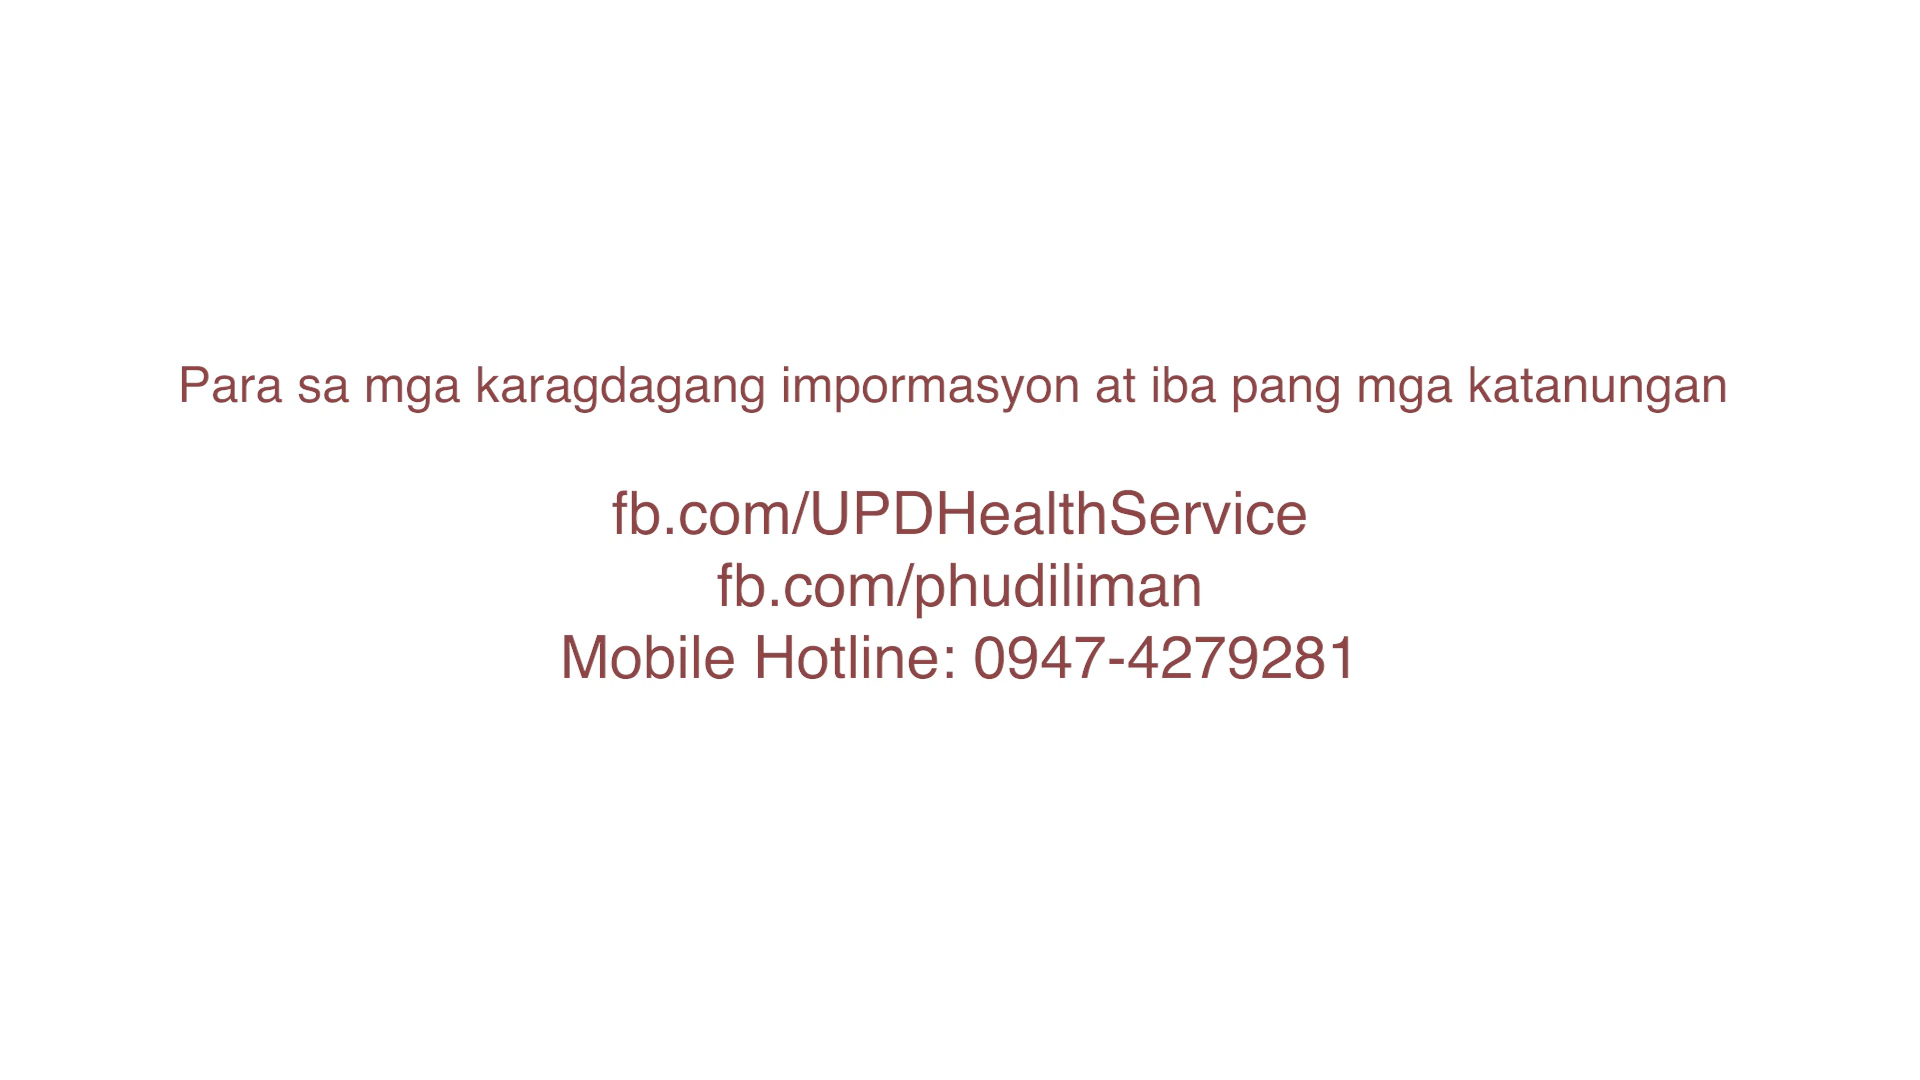 Para sa mga karagdagang impormasyon at iba pang mga katanungan
fb.com/UPDHealthService
fb.com/phudiliman
Mobile Hotline: 0947-4279281